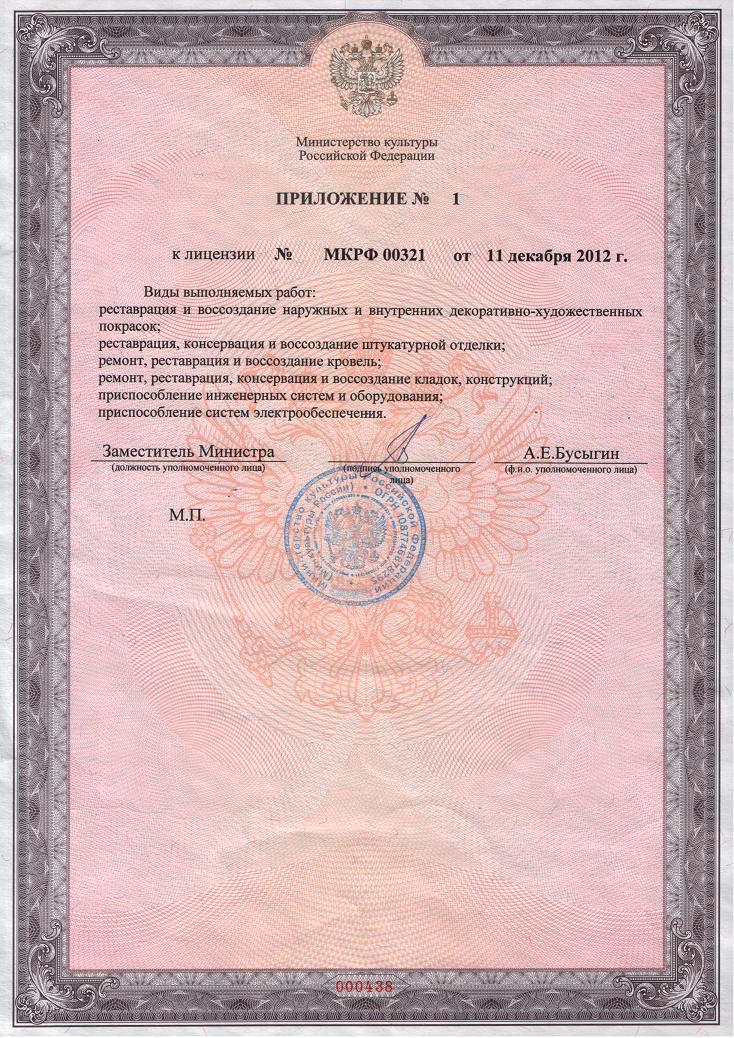 Министерство культуры
Российской Федерации
ПРИЛОЖЕНИЕ № 1
к лицензии № МКРФ 00321 от 11 декабря 2012 г.
Виды выполняемых работ:
реставрация и воссоздание наружных и внутренних декоративно-художественных
покрасок;
реставрация, консервация и воссоздание штукатурной отделки;
ремонт, реставрация и воссоздание кровель;
ремонт, реставрация, консервация и воссоздание кладок, конструкций;
приспособление инженерных систем и оборудования;
приспособление систем электрообеспечения.
Заместитель Министра А.Е.Бусыгин
(должность уполномоченного лица) (подпись уполномоченного (ф.и.о. уполномоченного лица)
лица)
М.П.
Министерство культуры Российской Федерации
(Минкультуры России) • ОГРН 1087746878295
000438